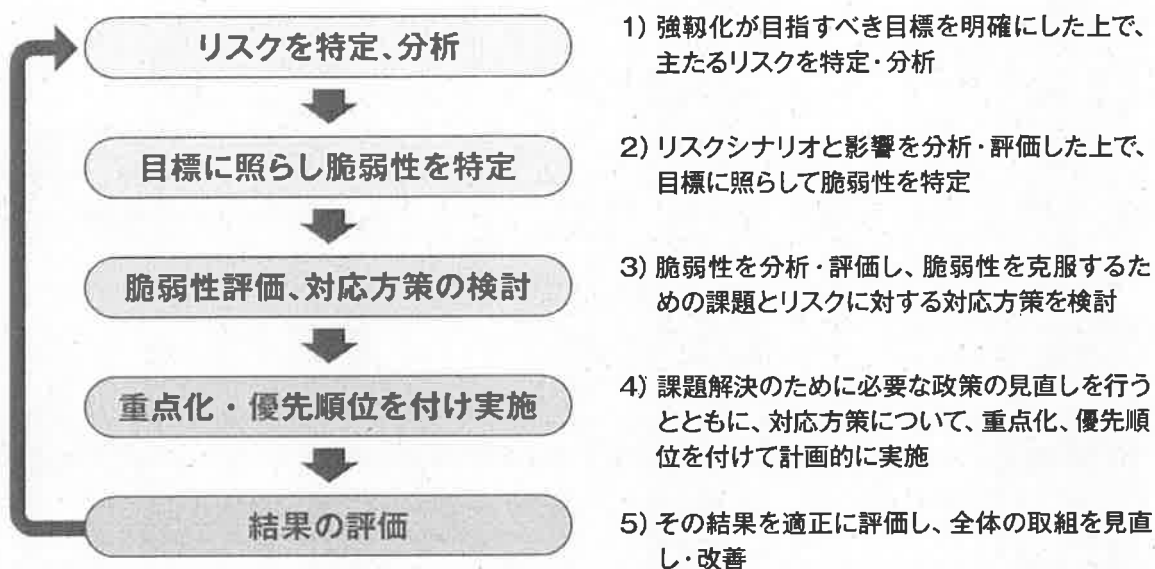 リスクを特定、分析
1) 強靱化が目指すべき目標を明確にした上で、
主たるリスクを特定・分析
目標に照らし脆弱性を特定
2) リスクシナリオと影響を分析・評価した上で、
目標に照らして脆弱性を特定
脆弱性評価、対応方策の検討
3) 脆弱性を分析・評価し、脆弱性を克服するた
めの課題とリスクに対する対応方策を検討
重点化・優先順位を付け実施
4) 課題解決のために必要な政策の見直しを行う
とともに、対応方策について、重点化、優先順
位を付けて計画的に実施
結果の評価
5) その結果を適正に評価し、全体の取組を見直
し・改善